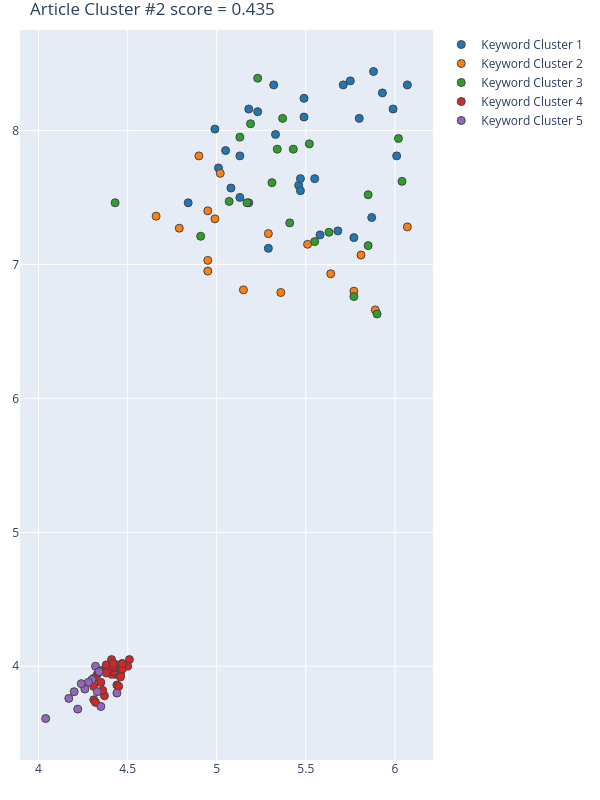 Article Cluster #2 score = 0.435
Keyword Cluster 1
Keyword Cluster 2
Keyword Cluster 3
Keyword Cluster 4
Keyword Cluster 5
8
7
6
5
4
4
4.5
5
5.5
6